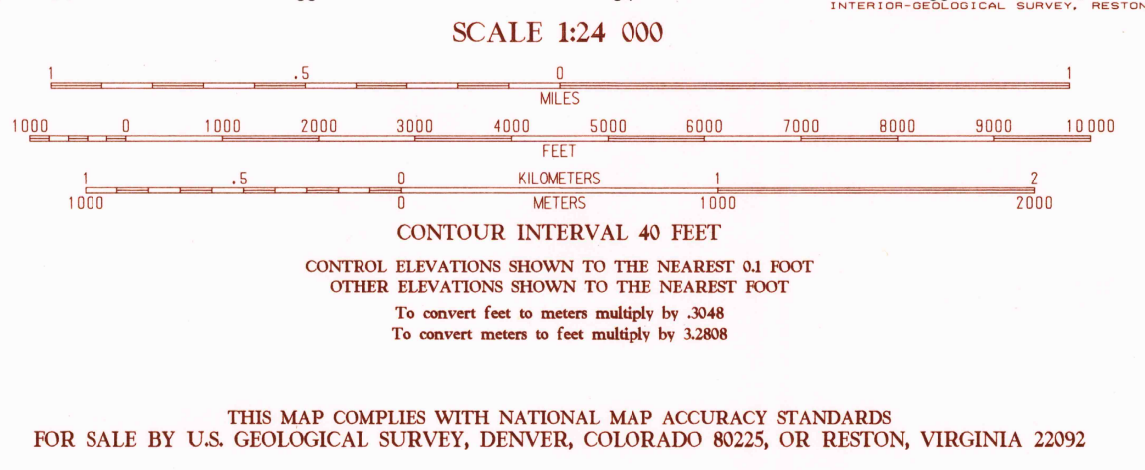 INTERIOR-GEOLOGICAL SURVEY, RESTON
SCALE 1:24 000
1 .5 0 1
MILES
1000 0 1000 2000 3000 4000 5000 6000 7000 8000 9000 10000
FEET
1 .5 0 KILOMETERS 1 2
1000 0 METERS 1000 2000
CONTOUR INTERVAL 40 FEET
CONTROL ELEVATIONS SHOWN TO THE NEAREST 0.1 FOOT
OTHER ELEVATIONS SHOWN TO THE NEAREST FOOT
To convert feet to meters multiply by .3048
To convert meters to feet multiply by 3.2808
THIS MAP COMPLIES WITH NATIONAL MAP ACCURACY STANDARDS
FOR SALE BY U.S. GEOLOGICAL SURVEY, DENVER, COLORADO 80225, OR RESTON, VIRGINIA 22092